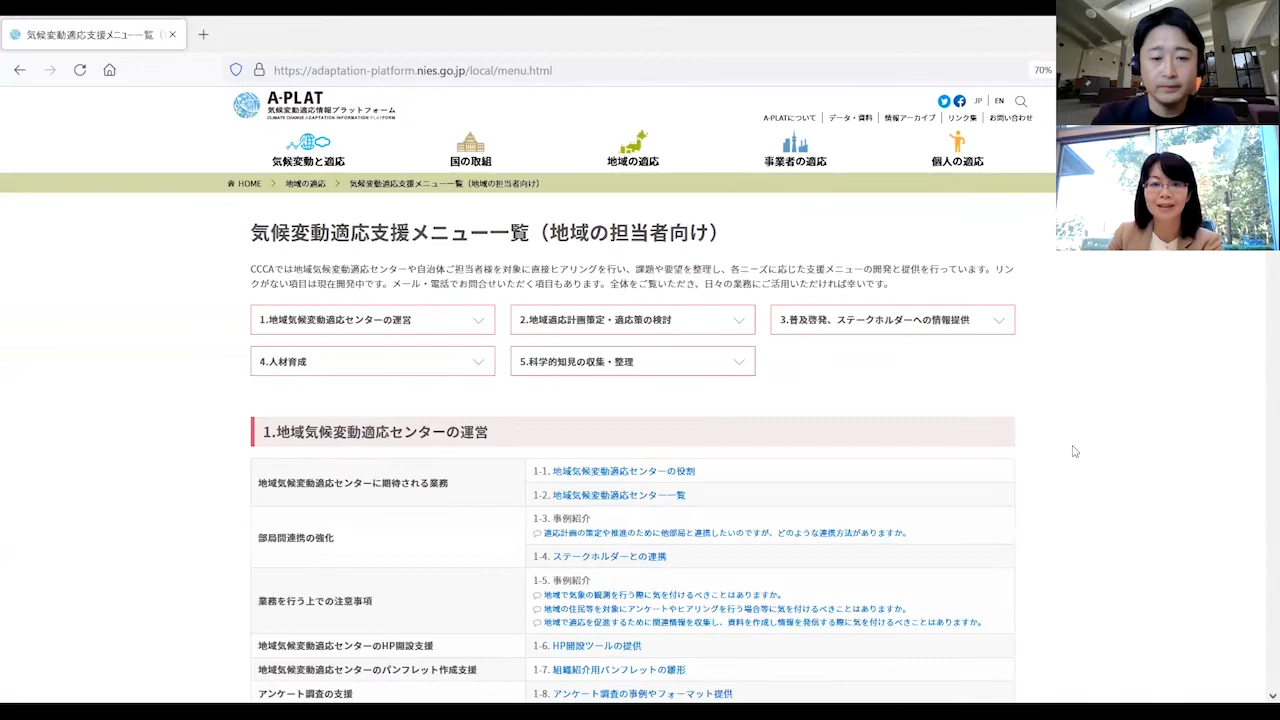 気候変動適応支援メニュー一覧（
https://adaptation-platform.nies.go.jp/local/menu.html
70%
A-PLAT
気候変動適応情報プラットフォーム
CLIMATE CHANGE ADAPTATION INFORMATION PLATFORM
JP
EN
A-PLATについて
データ・資料
情報アーカイブ
リンク集
お問い合わせ
気候変動と適応
国の取組
地域の適応
事業者の適応
個人の適応
HOME
地域の適応
気候変動適応支援メニュー一覧（地域の担当者向け）
気候変動適応支援メニュー一覧（地域の担当者向け）
CCCAでは地域気候変動適応センターや自治体ご担当者様を対象に直接ヒアリングを行い、課題や要望を整理し、各ニーズに応じた支援メニューの開発と提供を行っています。リン
クがない項目は現在開発中です。メール・電話でお問合せいただく項目もあります。全体をご覧いただき、日々の業務にご活用いただければ幸いです。
1.地域気候変動適応センターの運営
2.地域適応計画策定・適応策の検討
3.普及啓発、ステークホルダーへの情報提供
4.人材育成
5.科学的知見の収集・整理
1.地域気候変動適応センターの運営
地域気候変動適応センターに期待される業務
1-1. 地域気候変動適応センターの役割
1-2. 地域気候変動適応センター一覧
部局間連携の強化
1-3. 事例紹介
適応計画の策定や推進のために他部局と連携したいのですが、どのような連携方法がありますか。
1-4. ステークホルダーとの連携
業務を行う上での注意事項
1-5. 事例紹介
地域で気象の観測を行う際に気を付けるべきことはありますか。
地域の住民等を対象にアンケートやヒアリングを行う場合等に気を付けるべきことはありますか。
地域で適応を促進するために関連情報を収集し、資料を作成し情報を発信する際に気を付けるべきことはありますか。
地域気候変動適応センターのHP開設支援
1-6. HP開設ツールの提供
地域気候変動適応センターのパンフレット作成支援
1-7. 組織紹介用パンフレットの雛形
アンケート調査の支援
1-8. アンケート調査の事例やフォーマット提供